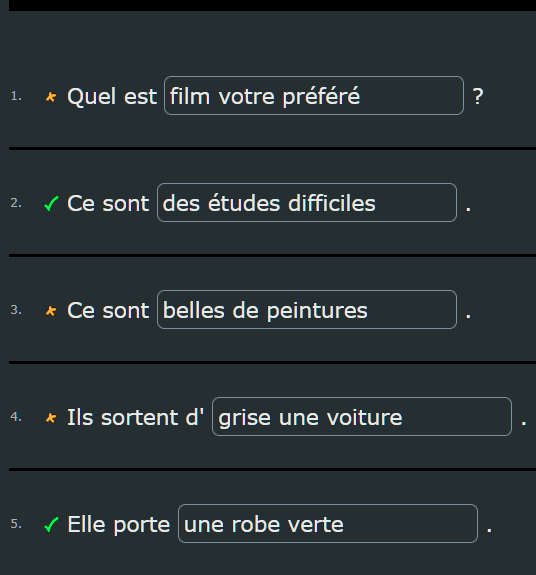 1. Quel est film votre préféré ?
2. Ce sont des études difficiles .
3. Ce sont belles de peintures .
4. Ils sortent d' grise une voiture .
5. Elle porte une robe verte .